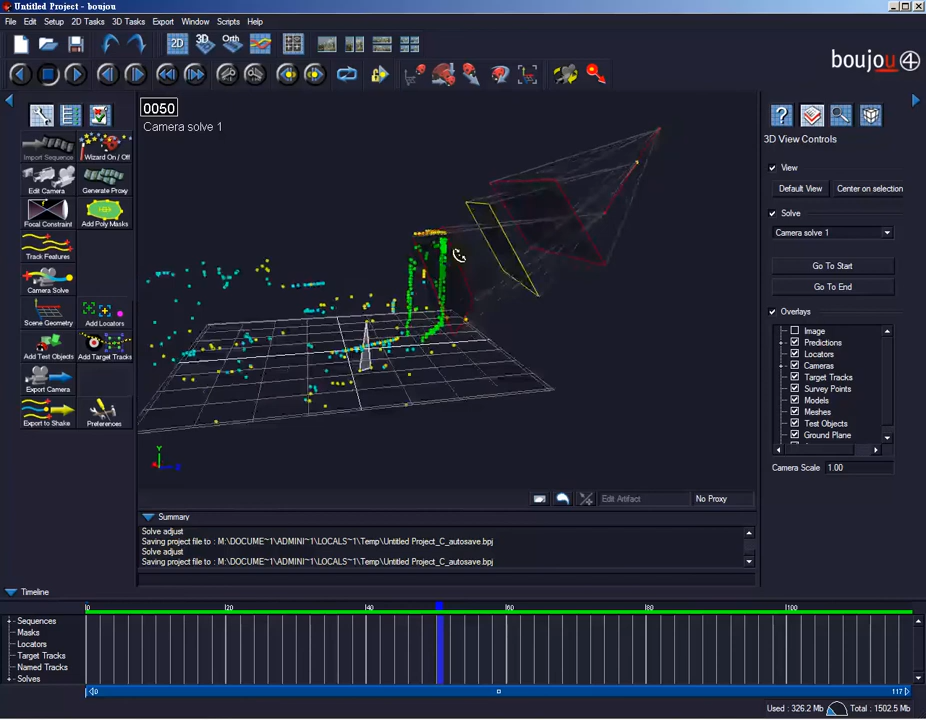 Untitled Project - boujou
File Edit Setup 2D Tasks 3D Tasks Export Window Scripts Help
2D 3D Orth
boujou 4
0050
Camera solve 1
Import Sequence Wizard On / Off
Edit Camera Generate Proxy
Focal Constraint Add Poly Masks
Track Features
Camera Solve
Scene Geometry Add Locators
Add Test Objects Add Target Tracks
Export Camera
Export to Shake Preferences
3D View Controls
View
Default View Center on selection
Solve
Camera solve 1
Go To Start
Go To End
Overlays
Image
Predictions
Locators
Cameras
Target Tracks
Survey Points
Models
Meshes
Test Objects
Ground Plane
Camera Scale 1.00
Y
Edit Artifact No Proxy
Summary
Solve adjust
Saving project file to : M:\DOCUME~1\ADMINI~1\LOCALS~1\Temp\Untitled Project_C_autosave.bpj
Solve adjust
Saving project file to : M:\DOCUME~1\ADMINI~1\LOCALS~1\Temp\Untitled Project_C_autosave.bpj
Timeline
0 20 40 60 80 100
Sequences
Masks
Locators
Target Tracks
Named Tracks
Solves
0 117
Used : 326.2 Mb Total : 1502.5 Mb